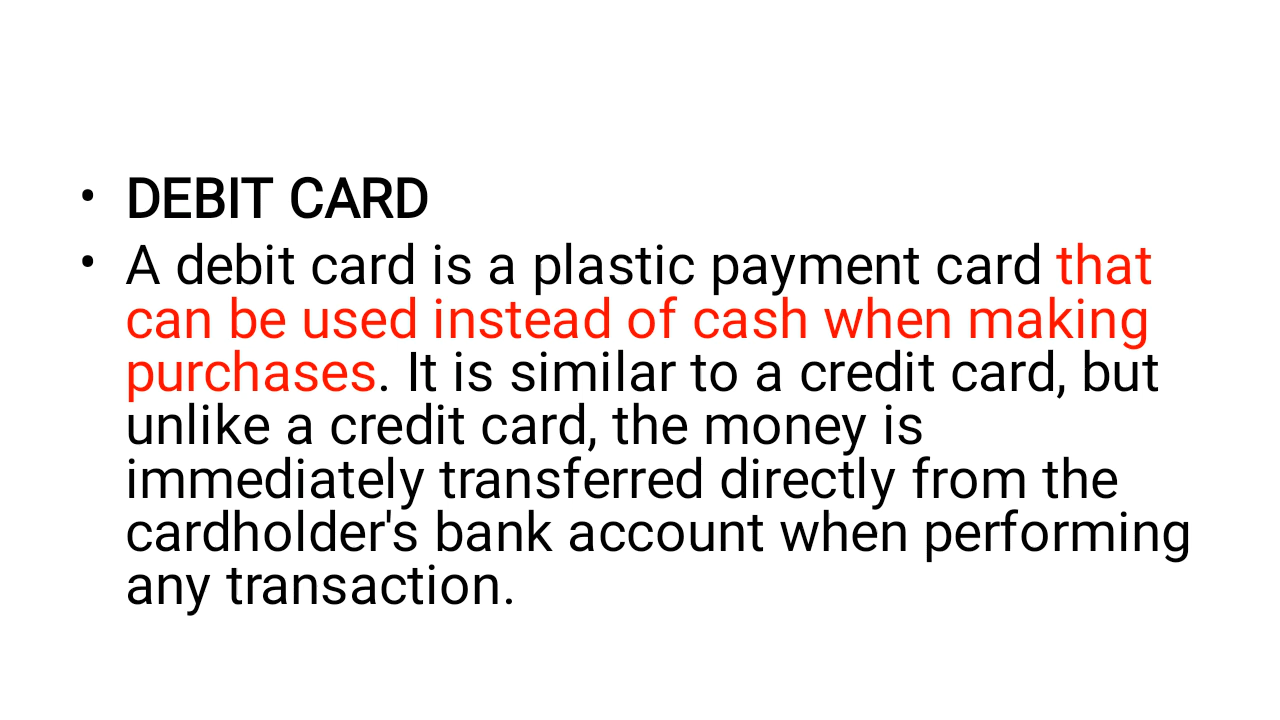 • DEBIT CARD
• A debit card is a plastic payment card that
can be used instead of cash when making
purchases. It is similar to a credit card, but
unlike a credit card, the money is
immediately transferred directly from the
cardholder's bank account when performing
any transaction.